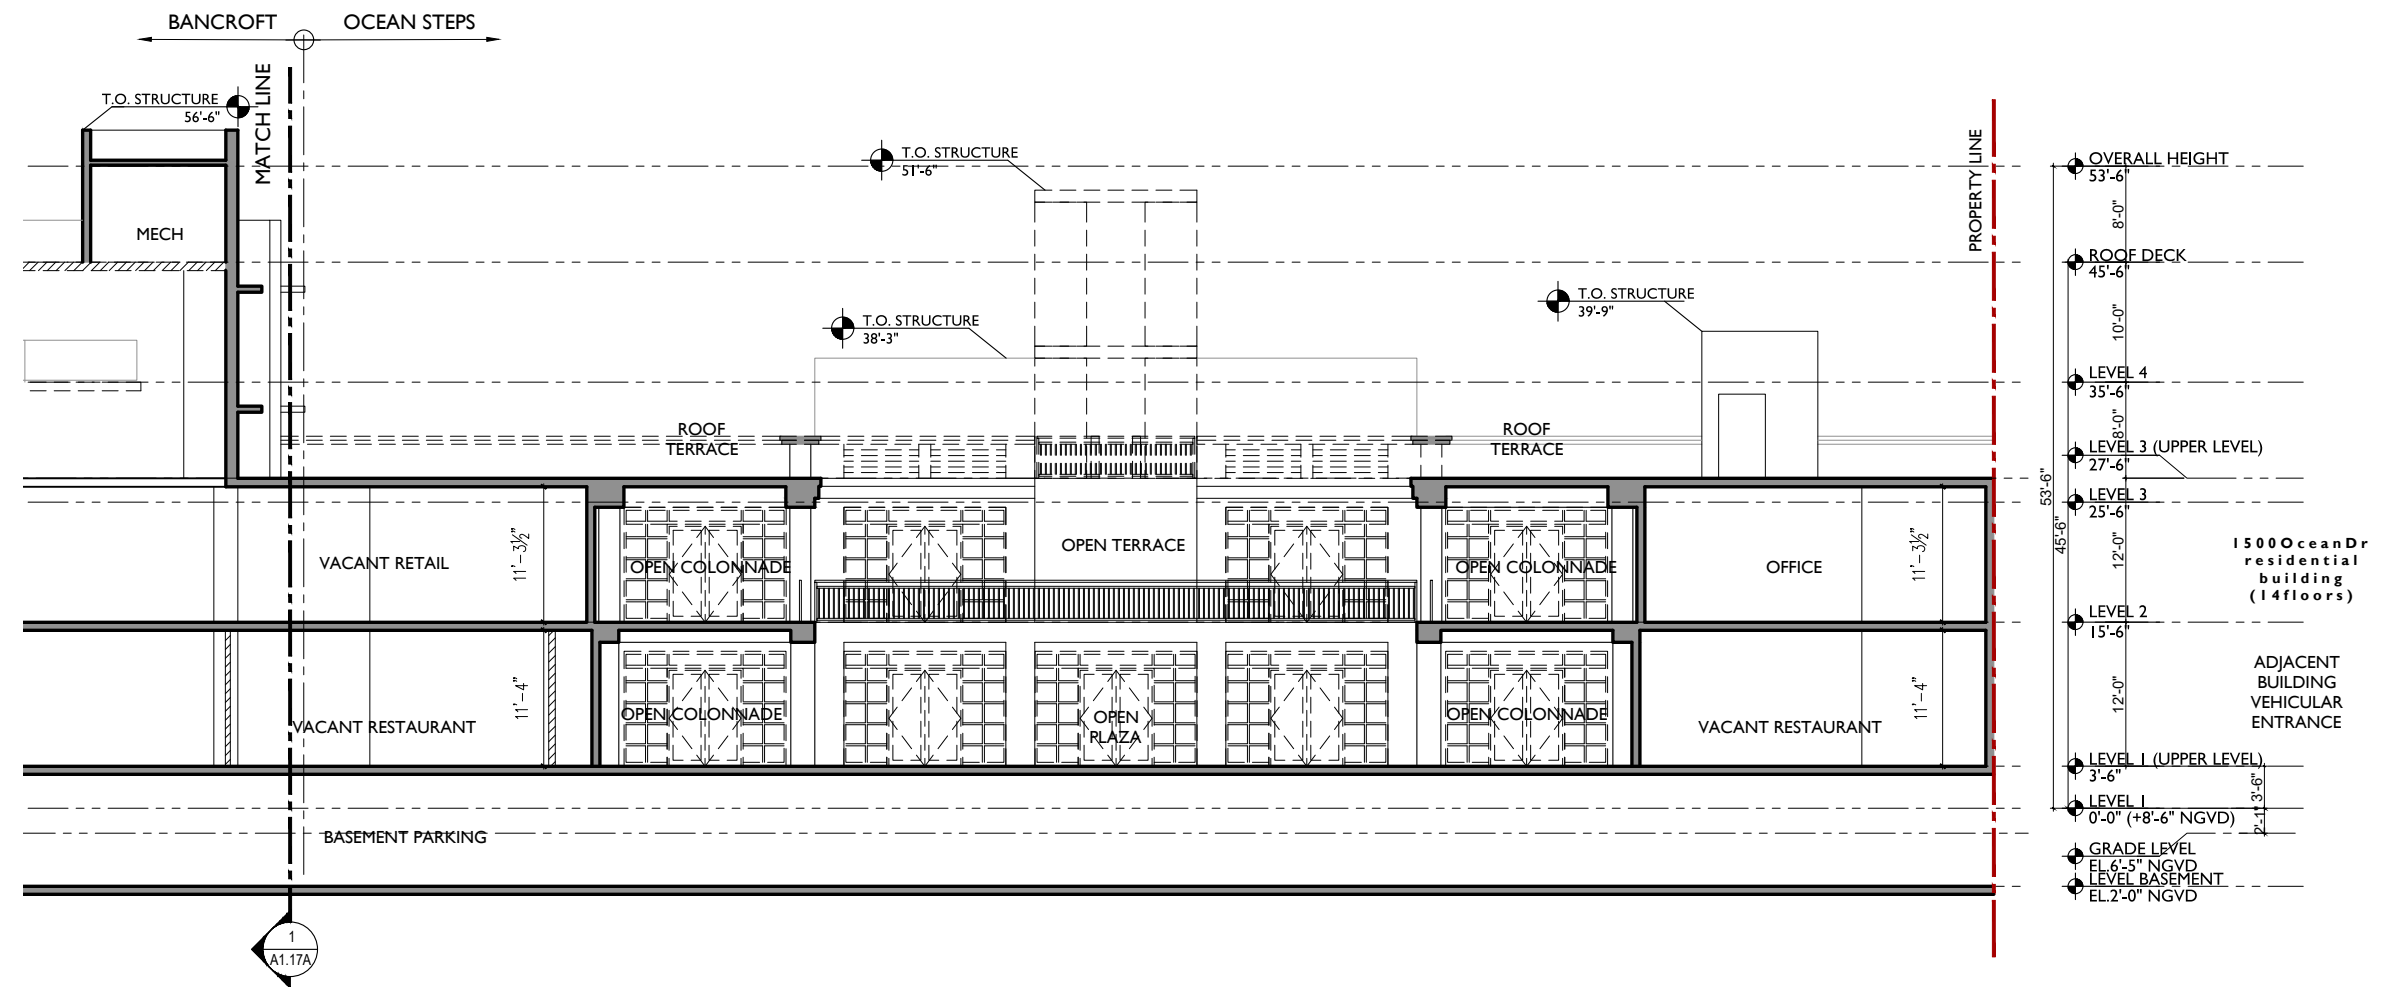 BANCROFT
OCEAN STEPS
MATCH LINE
T.O. STRUCTURE
56'-6"
T.O. STRUCTURE
51'-6"
PROPERTY LINE
OVERALL HEIGHT
53'-6"
8'-0"
MECH
ROOF DECK
45'-6"
T.O. STRUCTURE
39'-9"
T.O. STRUCTURE
38'-3"
10'-0"
LEVEL 4
35'-6"
ROOF
TERRACE
ROOF
TERRACE
8'-0"
LEVEL 3 (UPPER LEVEL)
27'-6"
LEVEL 3
25'-6"
53'-6"
45'-6"
12'-0"
VACANT RETAIL
11'-3½"
OPEN COLONNADE
OPEN TERRACE
OPEN COLONNADE
OFFICE
11'-3½"
1500OceanDr
residential
building
(14floors)
LEVEL 2
15'-6"
VACANT RESTAURANT
11'-4"
OPEN COLONNADE
OPEN
PLAZA
OPEN COLONNADE
VACANT RESTAURANT
11'-4"
12'-0"
ADJACENT
BUILDING
VEHICULAR
ENTRANCE
LEVEL 1 (UPPER LEVEL)
3'-6"
3'-6"
LEVEL 1
0'-0" (+8'-6" NGVD)
2'-1"
BASEMENT PARKING
GRADE LEVEL
EL.6'-5" NGVD
LEVEL BASEMENT
EL.2'-0" NGVD
1
A1.17A